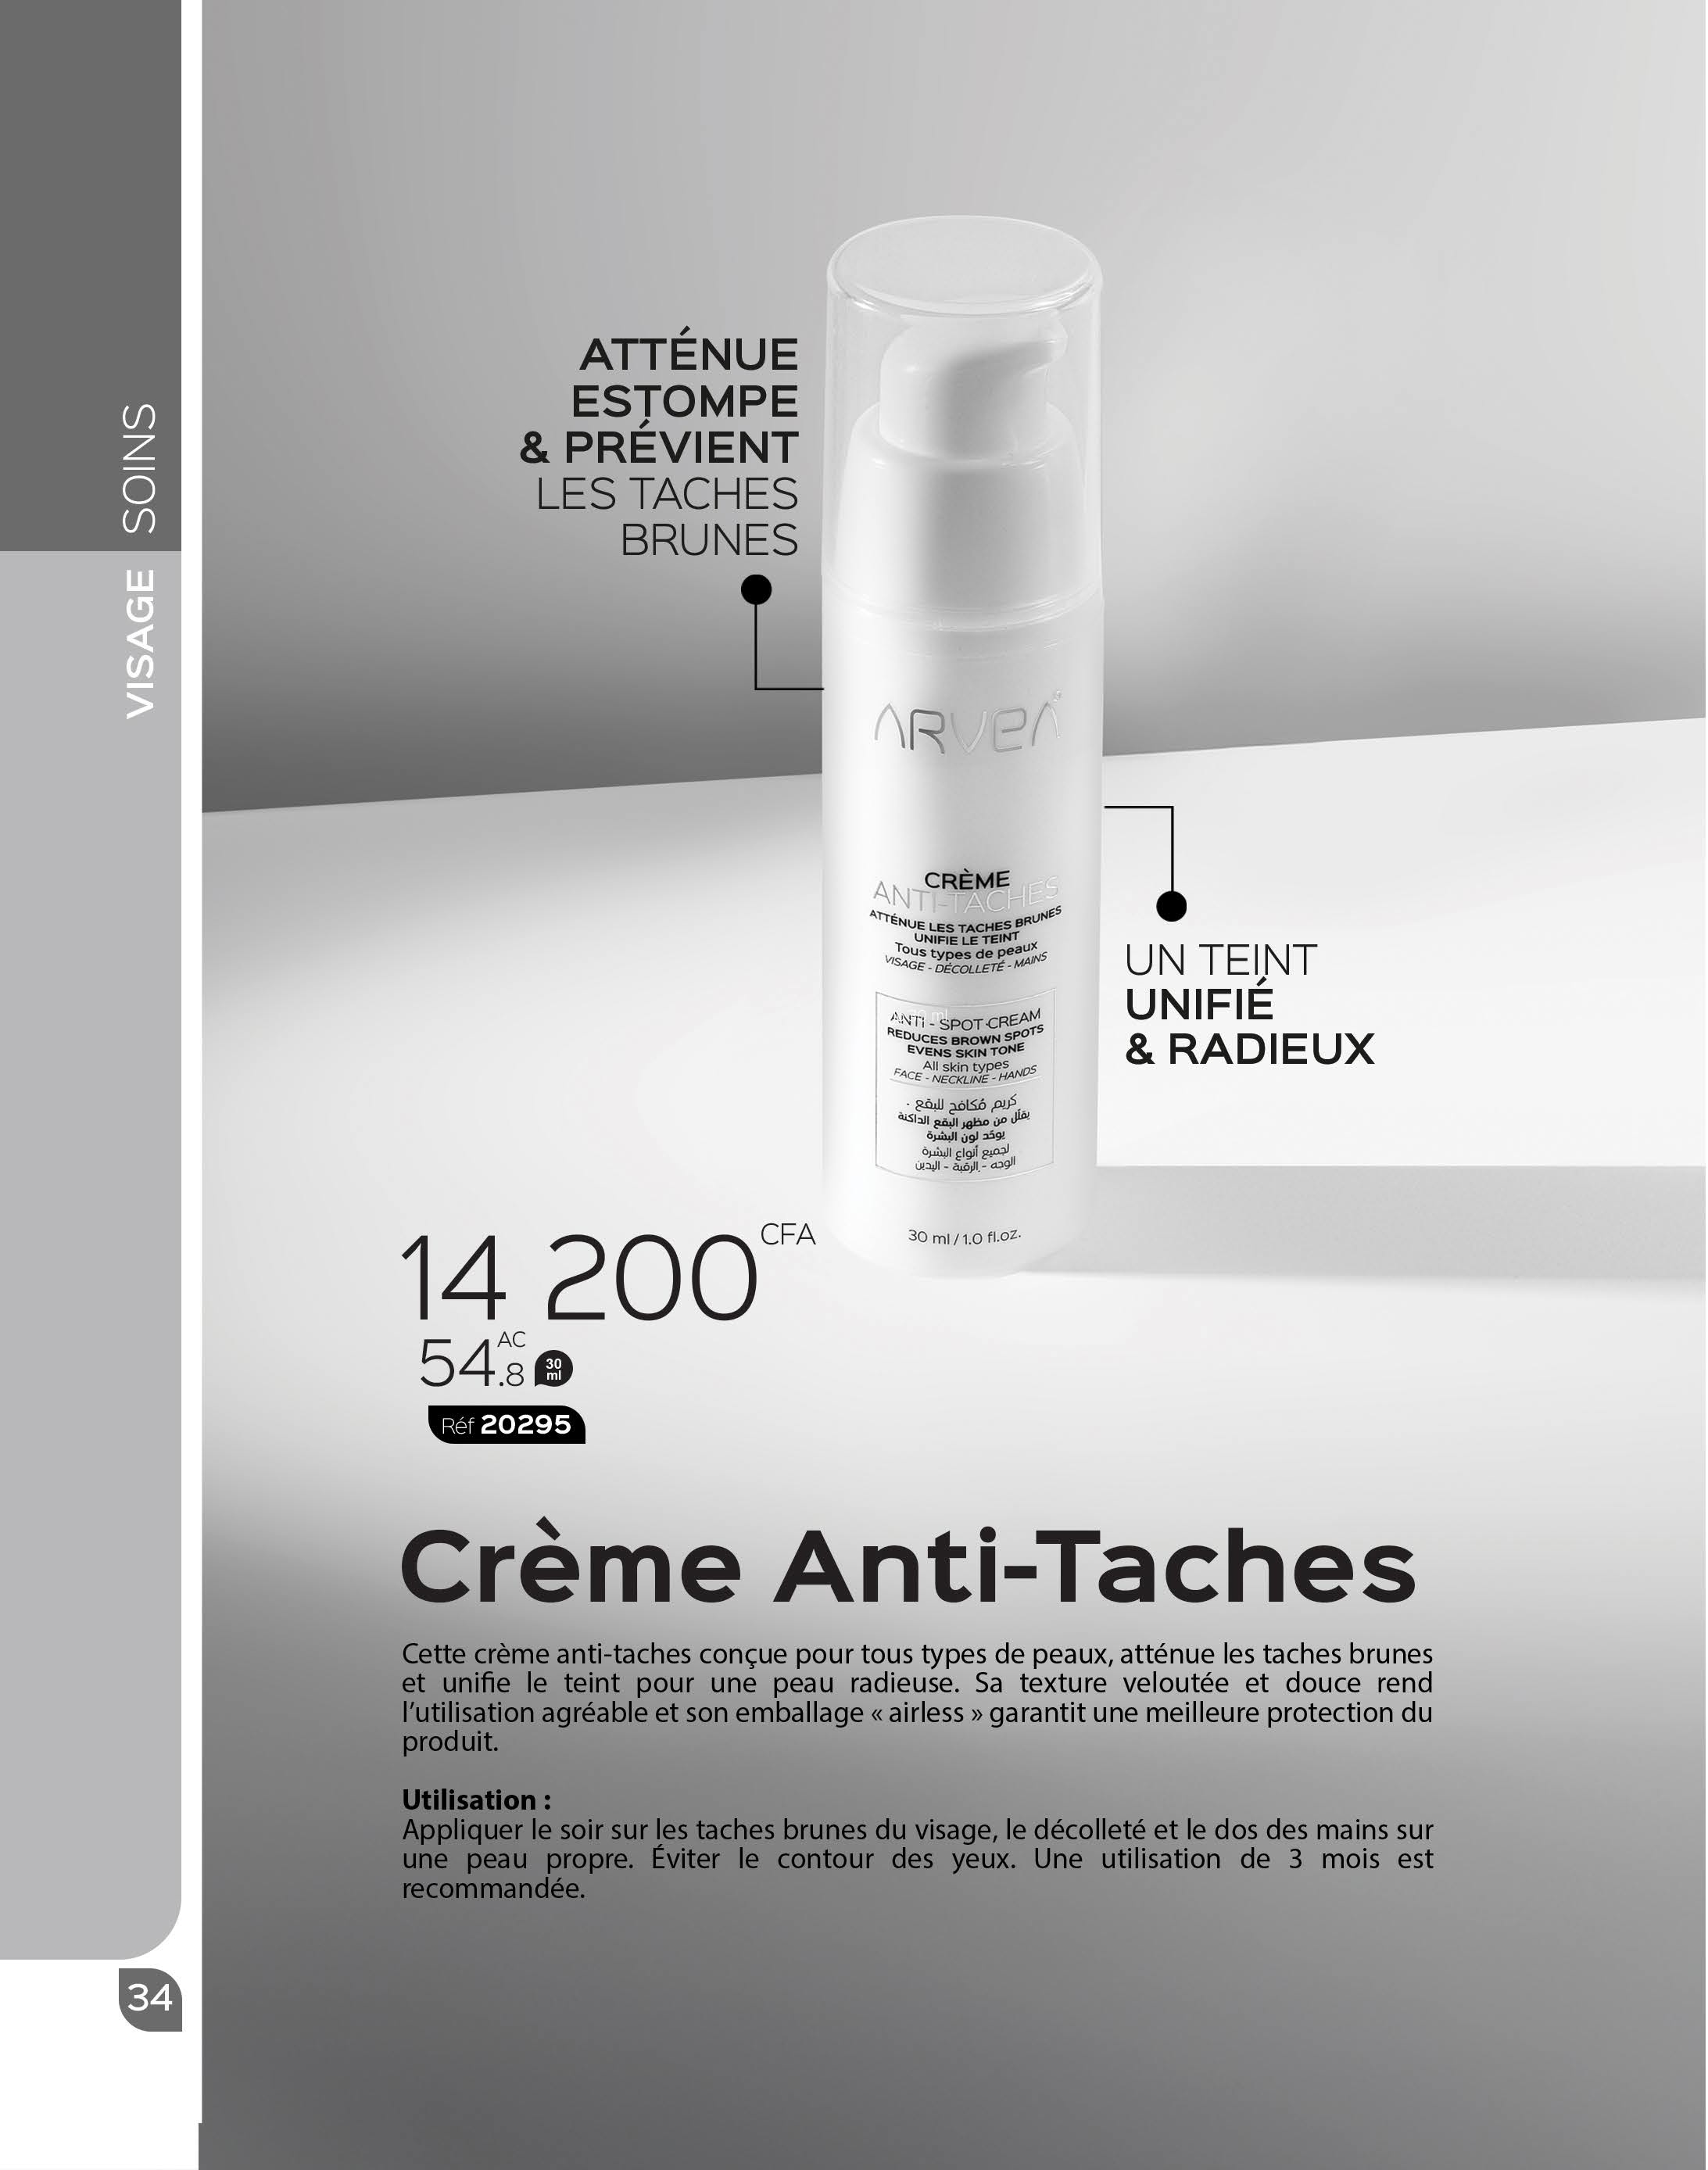 SOINS
VISAGE
ATTÉNUE
ESTOMPE
& PRÉVIENT
LES TACHES
BRUNES
ARVEA
CRÈME
ANTI-TACHES
ATTÉNUE LES TACHES BRUNES
UNIFIE LE TEINT
Tous types de peaux
VISAGE - DÉCOLLETÉ - MAINS
ANTI - SPOT CREAM
REDUCES BROWN SPOTS
EVENS SKIN TONE
All skin types
FACE - NECKLINE - HANDS
كريم مُكافح للبقع
يقلّل من مظهر البقع الداكنة
يوحّد لون البشرة
لجميع أنواع البشرة
الوجه - الرقبة - اليدين
30 ml / 1.0 fl.oz.
UN TEINT
UNIFIÉ
& RADIEUX
14 200 CFA
54.8 AC
30
ml
Réf 20295
Crème Anti-Taches
Cette crème anti-taches conçue pour tous types de peaux, atténue les taches brunes
et unifie le teint pour une peau radieuse. Sa texture veloutée et douce rend
l'utilisation agréable et son emballage « airless » garantit une meilleure protection du
produit.
Utilisation :
Appliquer le soir sur les taches brunes du visage, le décolleté et le dos des mains sur
une peau propre. Éviter le contour des yeux. Une utilisation de 3 mois est
recommandée.
34